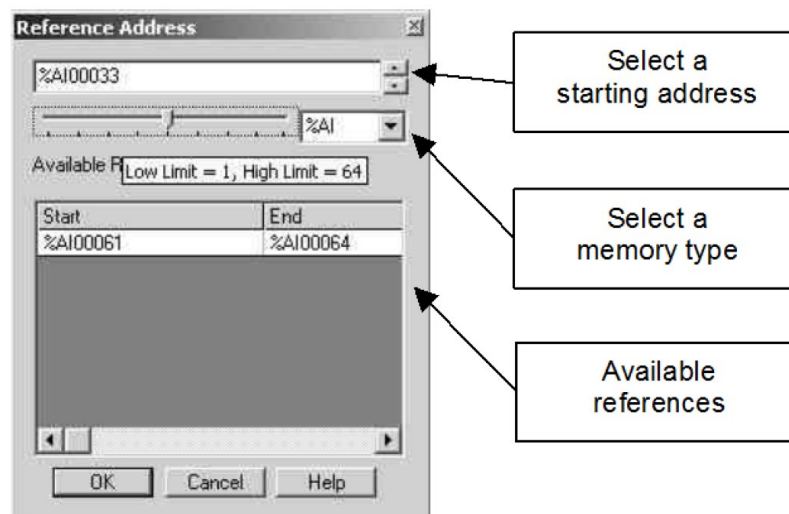 Reference Address
%AI00033
Select a
starting address
%AI
Available R
Low Limit = 1, High Limit = 64
Start End
%AI00061 %AI00064
Select a
memory type
Available
references
OK Cancel Help